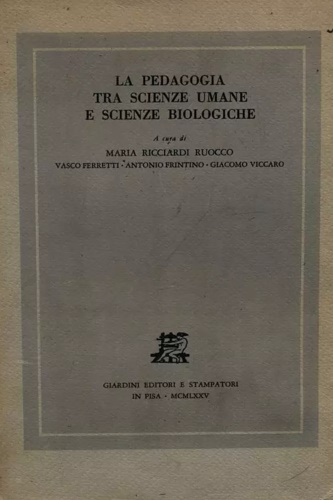 LA PEDAGOGIA
TRA SCIENZE UMANE
E SCIENZE BIOLOGICHE
A cura di
MARIA RICCIARDI RUOCCO
VASCO FERRETTI • ANTONIO FRINTINO • GIACOMO VICCARO
GIARDINI EDITORI E STAMPATORI
IN PISA • MCMLXXV